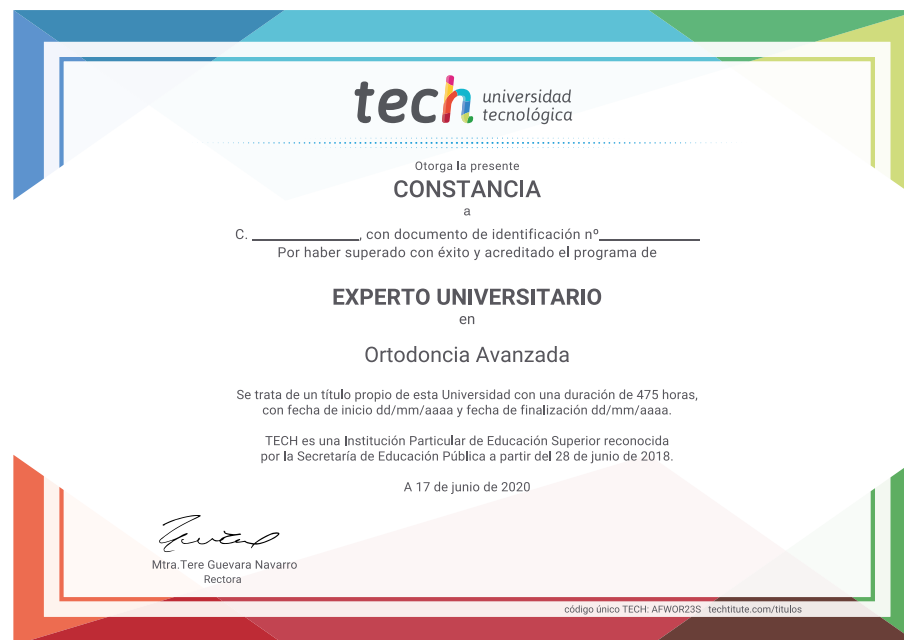 tech universidad
tecnológica
Otorga la presente
CONSTANCIA
a
C. ______________, con documento de identificación nº_____________
Por haber superado con éxito y acreditado el programa de
EXPERTO UNIVERSITARIO
en
Ortodoncia Avanzada
Se trata de un título propio de esta Universidad con una duración de 475 horas,
con fecha de inicio dd/mm/aaaa y fecha de finalización dd/mm/aaaa.
TECH es una Institución Particular de Educación Superior reconocida
por la Secretaría de Educación Pública a partir del 28 de junio de 2018.
A 17 de junio de 2020
Mtra.Tere Guevara Navarro
Rectora
código único TECH: AFWOR23S techtitute.com/titulos